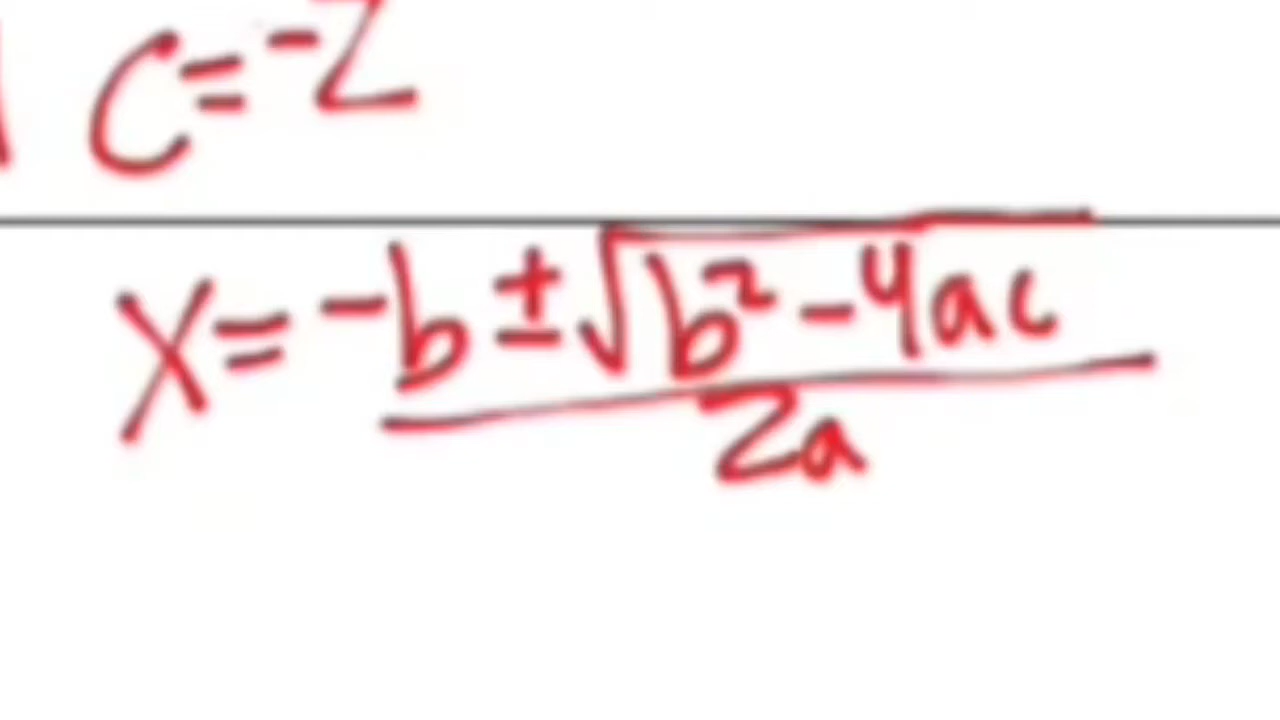 c=-2
x= -b ± √b² - 4ac
2a